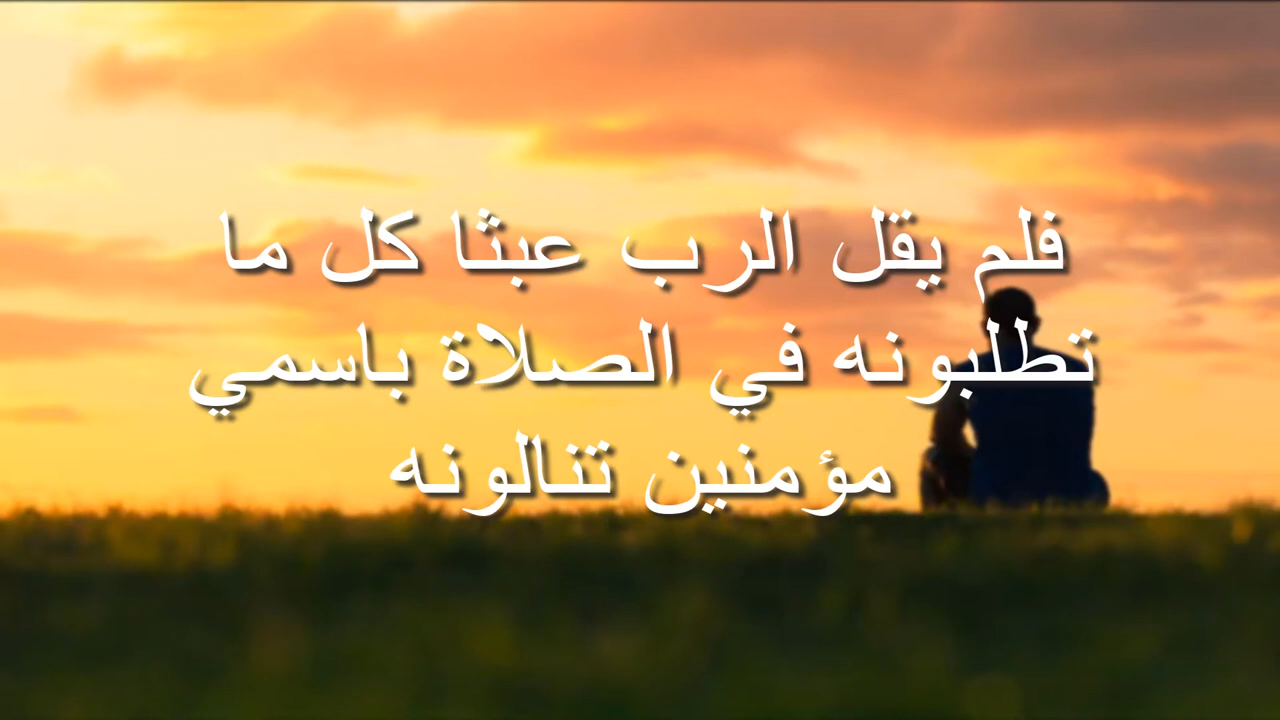 فلم يقل الرب عبثا كل ما
تطلبونه في الصلاة باسمي
مؤمنين تنالونه